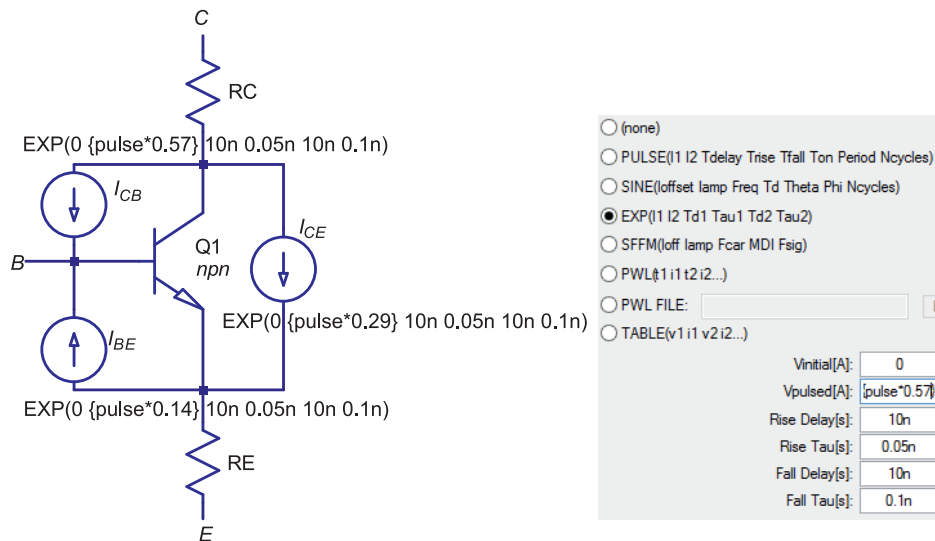 C
RC
EXP(0 {pulse*0.57} 10n 0.05n 10n 0.1n)
I_CB
Q1
npn
I_CE
B
EXP(0 {pulse*0.29} 10n 0.05n 10n 0.1n)
I_BE
EXP(0 {pulse*0.14} 10n 0.05n 10n 0.1n)
RE
E
(none)
PULSE(I1 I2 Tdelay Trise Tfall Ton Period Ncycles)
SINE(Ioffset Iamp Freq Td Theta Phi Ncycles)
EXP(I1 I2 Td1 Tau1 Td2 Tau2)
SFFM(Ioff Iamp Fcar MDI Fsig)
PWL(t1 i1 t2 i2...)
PWL FILE:
TABLE(v1 i1 v2 i2...)
Vinitial[A]: 0
Vpulsed[A]: {pulse*0.57}
Rise Delay[s]: 10n
Rise Tau[s]: 0.05n
Fall Delay[s]: 10n
Fall Tau[s]: 0.1n